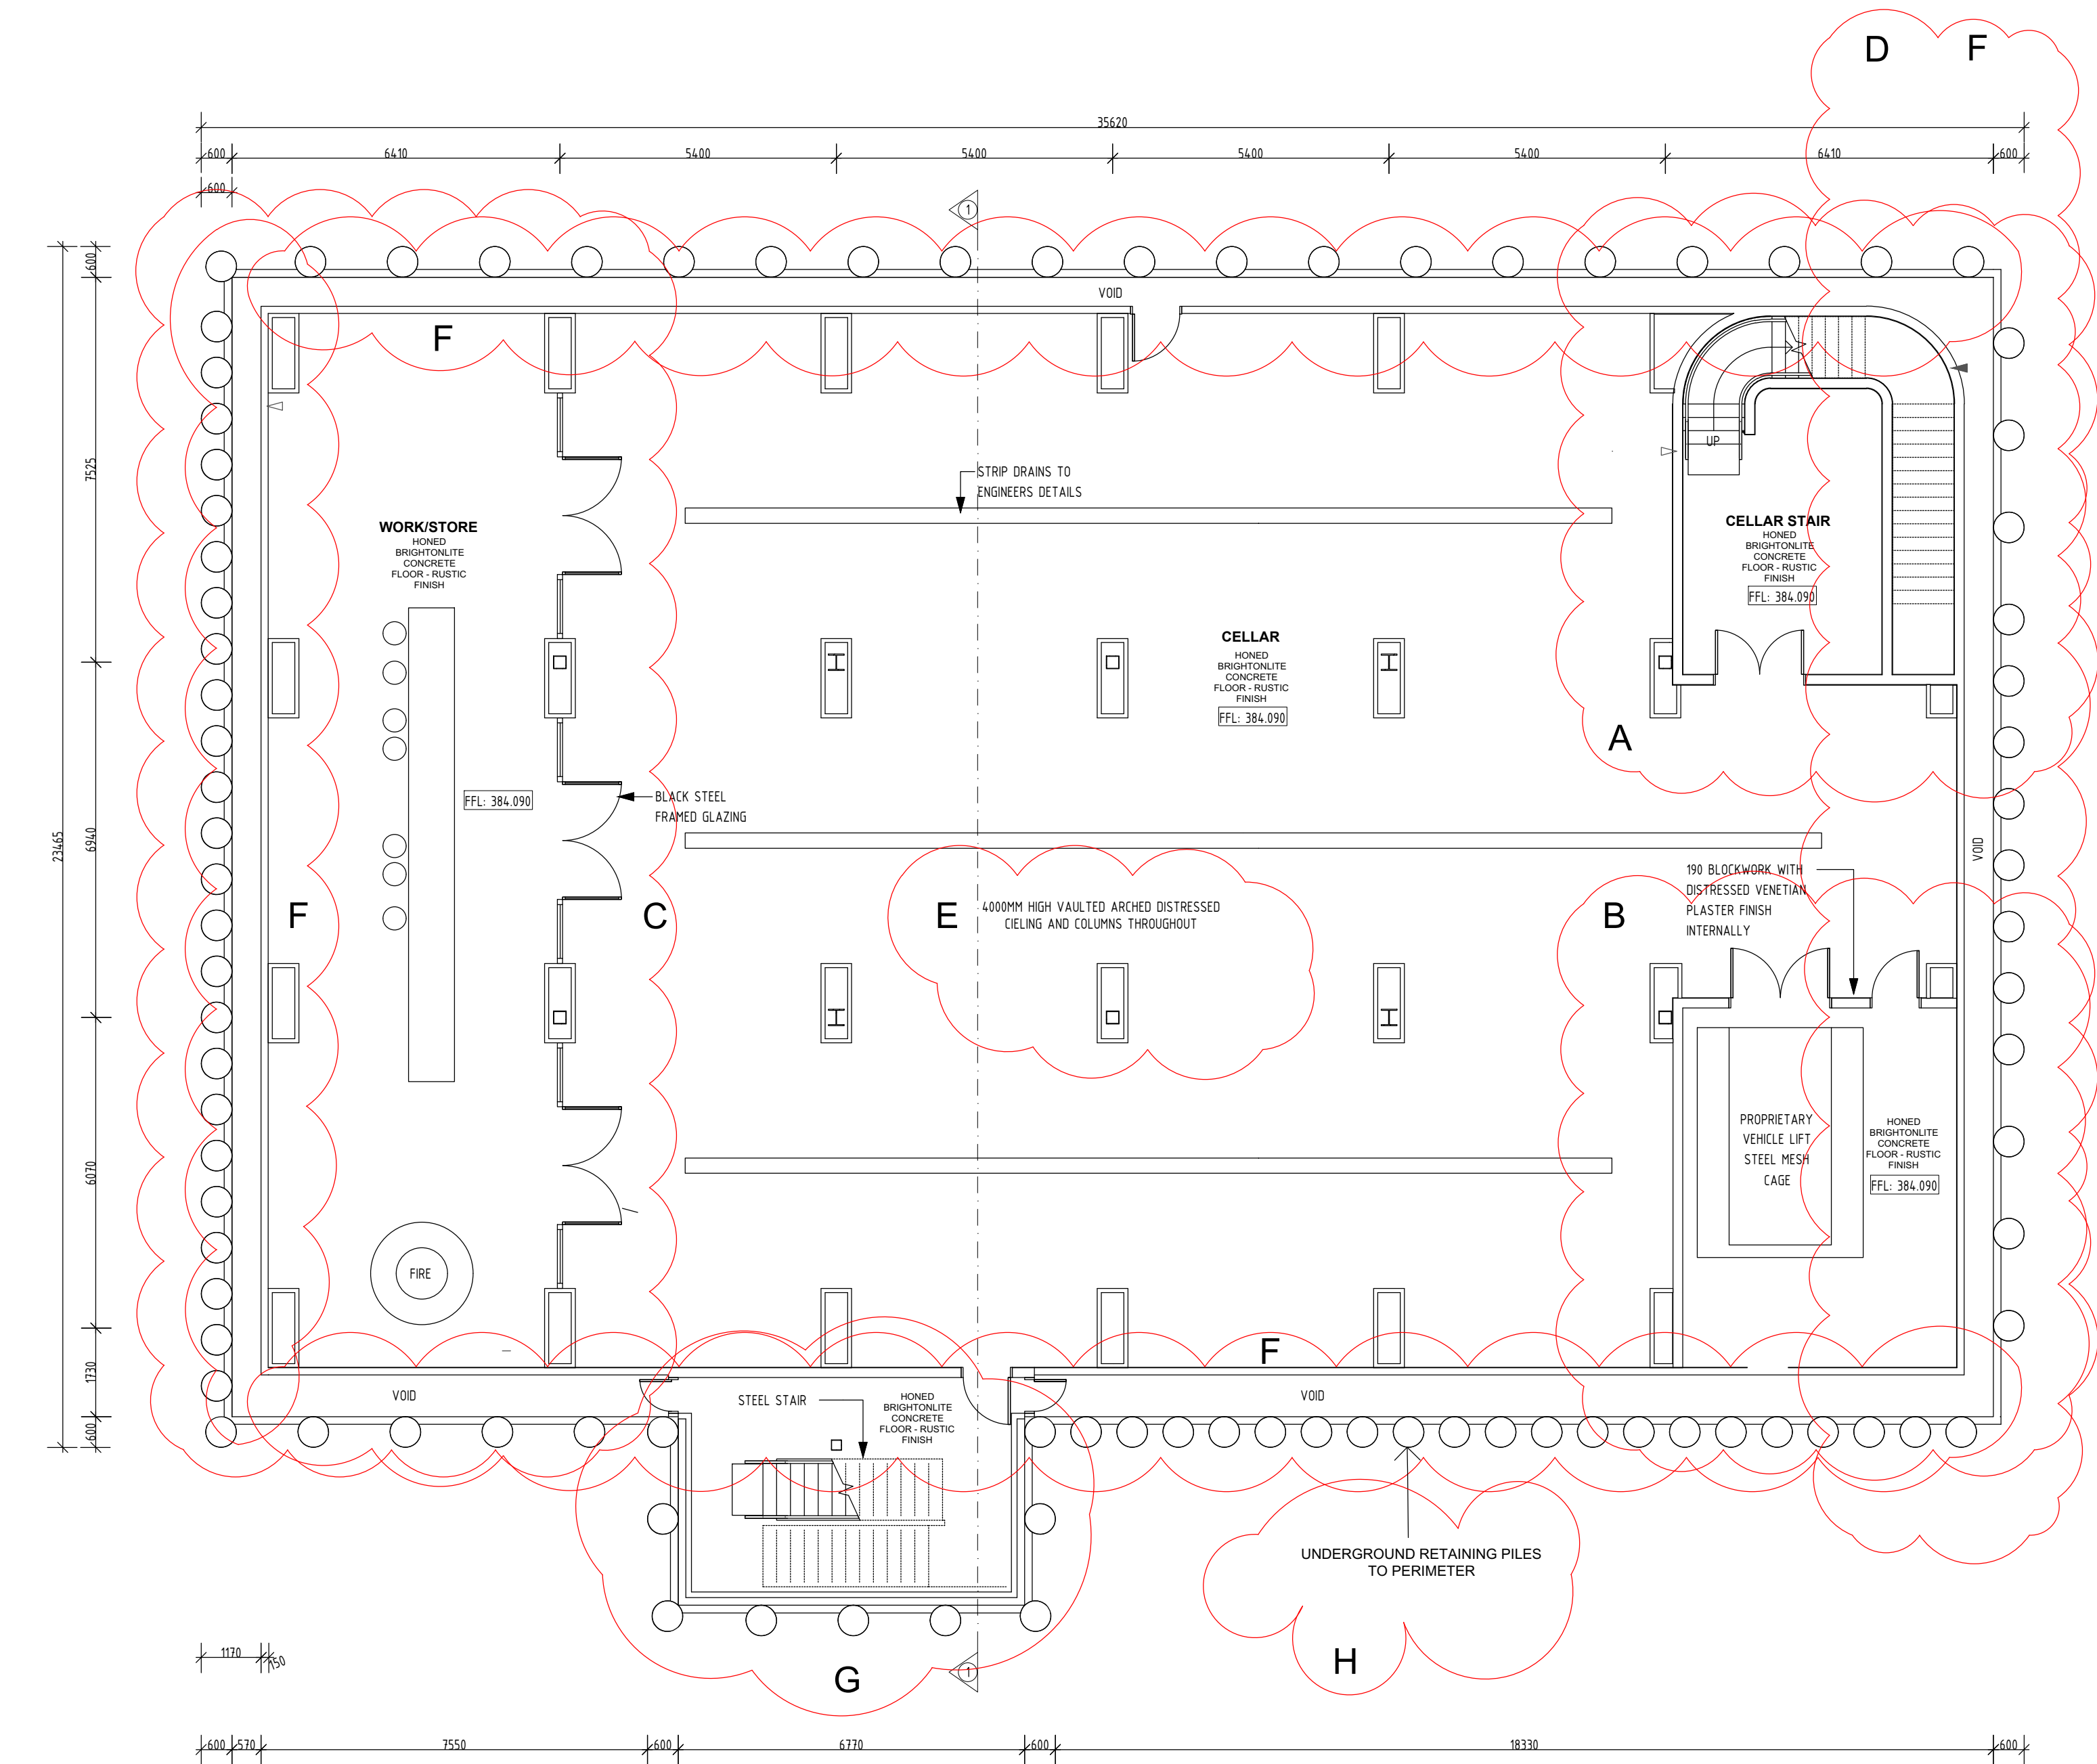 D F
35620
600 6410 5400 5400 5400 5400 6410 600
600
1
600
VOID
F
7525
UP
STRIP DRAINS TO
ENGINEERS DETAILS
WORK/STORE
HONED
BRIGHTONLITE
CONCRETE
FLOOR - RUSTIC
FINISH
CELLAR STAIR
HONED
BRIGHTONLITE
CONCRETE
FLOOR - RUSTIC
FINISH
FFL: 384.090
CELLAR
HONED
BRIGHTONLITE
CONCRETE
FLOOR - RUSTIC
FINISH
FFL: 384.090
A
FFL: 384.090
BLACK STEEL
FRAMED GLAZING
23465
6940
VOID
190 BLOCKWORK WITH
DISTRESSED VENETIAN
PLASTER FINISH
INTERNALLY
F
C
E
4000MM HIGH VAULTED ARCHED DISTRESSED
CIELING AND COLUMNS THROUGHOUT
B
6070
PROPRIETARY
VEHICLE LIFT
STEEL MESH
CAGE
HONED
BRIGHTONLITE
CONCRETE
FLOOR - RUSTIC
FINISH
FFL: 384.090
FIRE
F
1730
VOID
STEEL STAIR
HONED
BRIGHTONLITE
CONCRETE
FLOOR - RUSTIC
FINISH
VOID
600
UNDERGROUND RETAINING PILES
TO PERIMETER
H
1170
150
G
1
600 570 7550 600 6770 600 18330 600